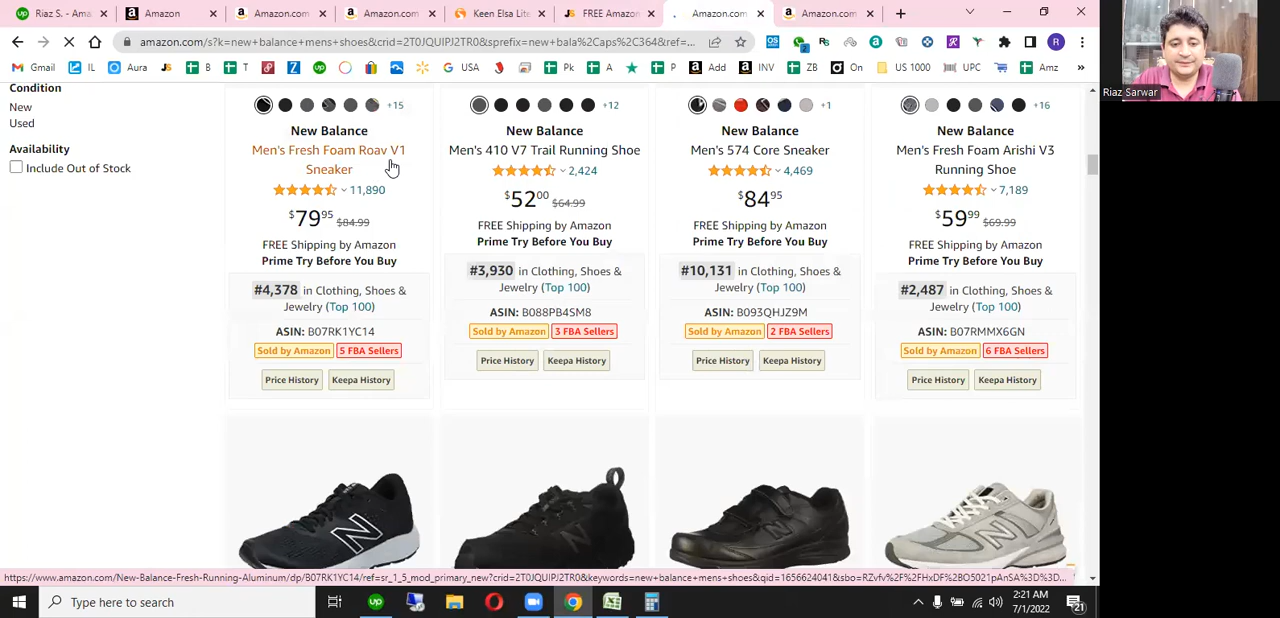 Riaz S. - Ama
Amazon
Amazon.com
Amazon.com
Keen Elsa Lite
FREE Amazon
Amazon.com
Amazon.com
amazon.com/s?k=new+balance+mens+shoes&crid=2T0JQUIPJ2TR0&sprefix=new+bala%2Caps%2C364&ref=...
Gmail
IL
Aura
B
T
USA
Pk
A
P
Add
INV
ZB
On
US 1000
UPC
Amz
»
Riaz Sarwar
Condition
New
Used
Availability
Include Out of Stock
+15
New Balance
Men's Fresh Foam Roav V1
Sneaker
11,890
$79.95 $84.99
FREE Shipping by Amazon
Prime Try Before You Buy
#4,378 in Clothing, Shoes &
Jewelry (Top 100)
ASIN: B07RK1YC14
Sold by Amazon 5 FBA Sellers
Price History Keepa History
+12
New Balance
Men's 410 V7 Trail Running Shoe
2,424
$52.00 $64.99
FREE Shipping by Amazon
Prime Try Before You Buy
#3,930 in Clothing, Shoes &
Jewelry (Top 100)
ASIN: B088PB4SM8
Sold by Amazon 3 FBA Sellers
Price History Keepa History
+1
New Balance
Men's 574 Core Sneaker
4,469
$84.95
FREE Shipping by Amazon
Prime Try Before You Buy
#10,131 in Clothing, Shoes &
Jewelry (Top 100)
ASIN: B093QHJZ9M
Sold by Amazon 2 FBA Sellers
Price History Keepa History
+16
New Balance
Men's Fresh Foam Arishi V3
Running Shoe
7,189
$59.99 $69.99
FREE Shipping by Amazon
Prime Try Before You Buy
#2,487 in Clothing, Shoes &
Jewelry (Top 100)
ASIN: B07RMMX6GN
Sold by Amazon 6 FBA Sellers
Price History Keepa History
Type here to search
2:21 AM
7/1/2022
21